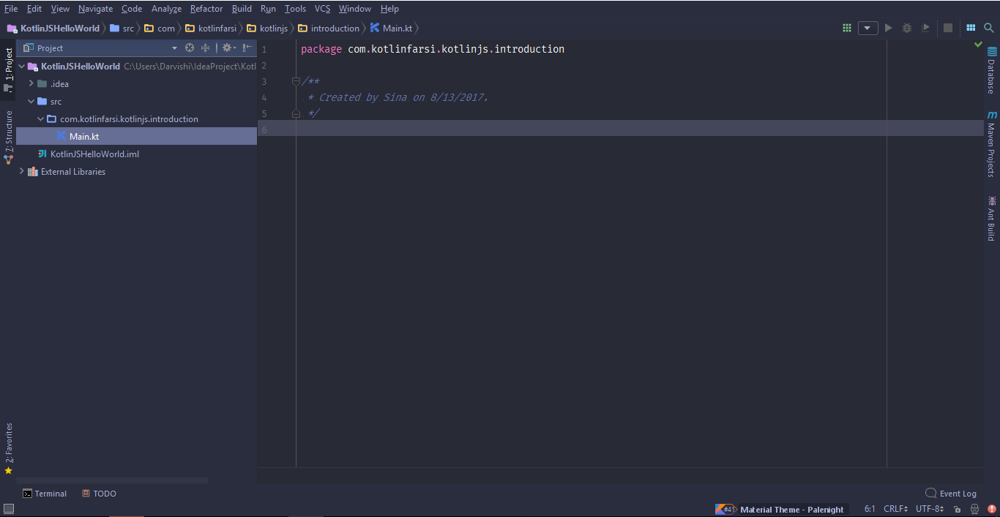 File Edit View Navigate Code Analyze Refactor Build Run Tools VCS Window Help
KotlinJSHelloWorld src com kotlinfarsi kotlinjs introduction Main.kt
Project
KotlinJSHelloWorld C:\Users\Darvishi\IdeaProject\Kotl
.idea
src
com.kotlinfarsi.kotlinjs.introduction
Main.kt
KotlinJSHelloWorld.iml
External Libraries
1: Project
7: Structure
2: Favorites
1 package com.kotlinfarsi.kotlinjs.introduction
2
3 /**
4 * Created by Sina on 8/13/2017.
5 */
6
Database
m Maven Projects
Ant Build
Terminal TODO Event Log
#41 Material Theme - Palenight 6:1 CRLF UTF-8